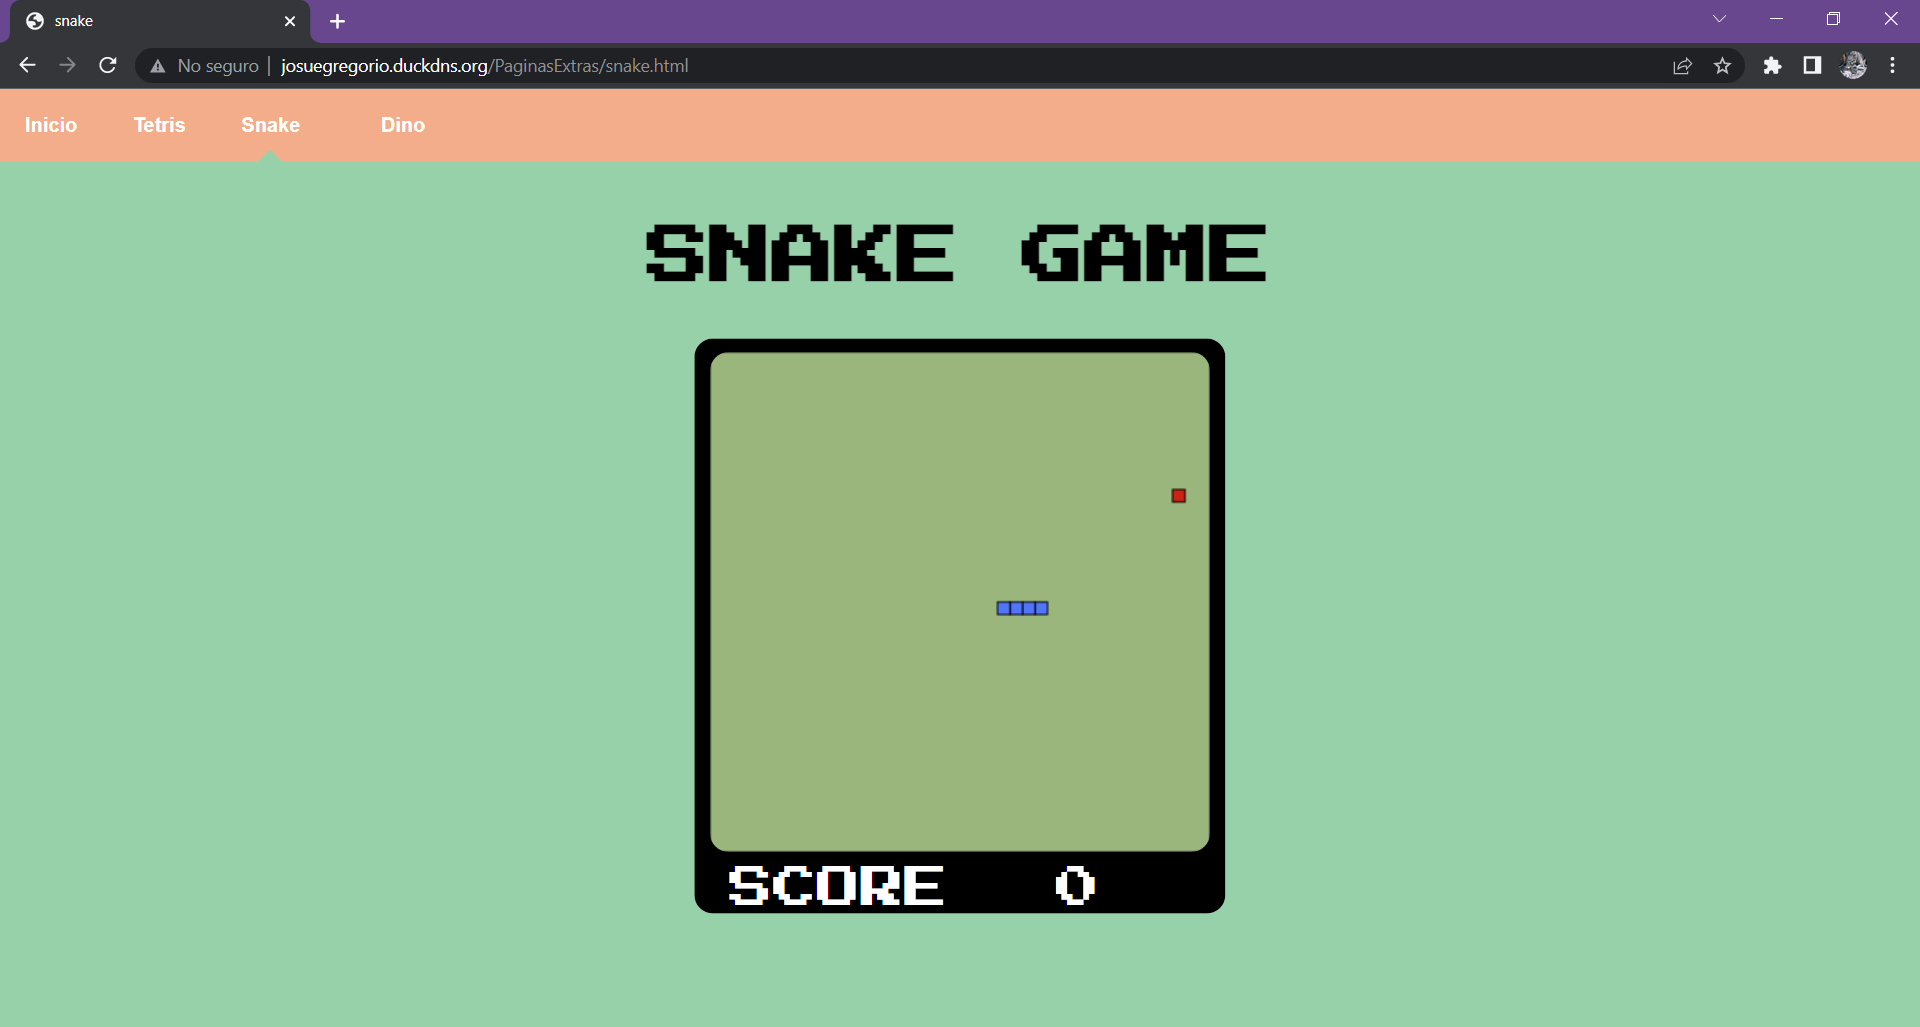 snake
No seguro | josuegregorio.duckdns.org/PaginasExtras/snake.html
Inicio Tetris Snake Dino
SNAKE GAME
SCORE 0